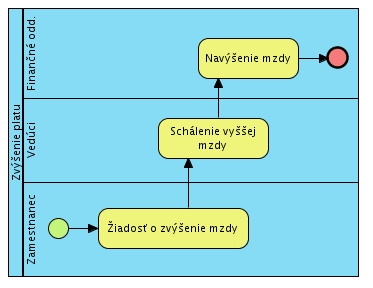 Zvýšenie platu
Finančné odd.
Navýšenie mzdy
Vedúci
Schálenie vyššej
mzdy
Zamestnanec
Žiadosť o zvýšenie mzdy